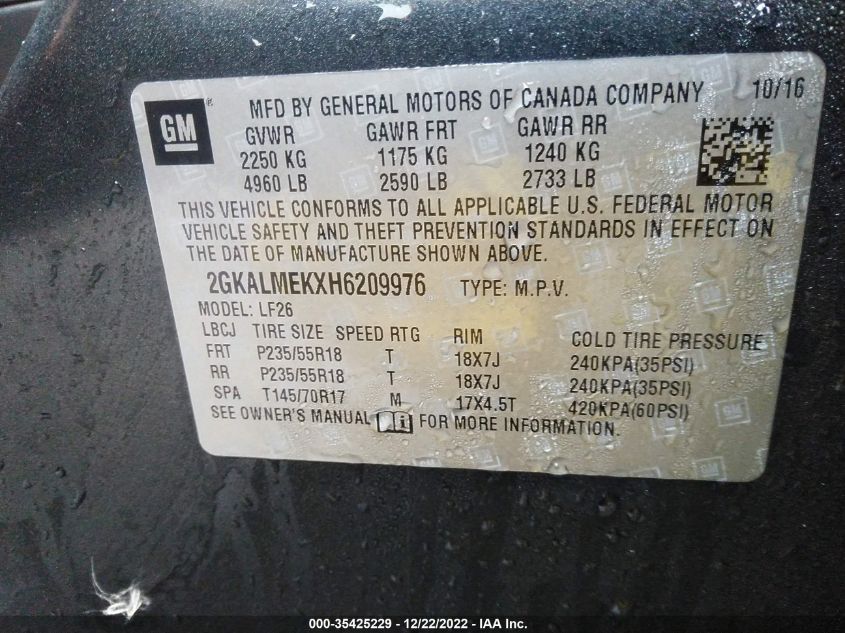 GM ®
MFD BY GENERAL MOTORS OF CANADA COMPANY 10/16
GVWR GAWR FRT GAWR RR
2250 KG 1175 KG 1240 KG
4960 LB 2590 LB 2733 LB
THIS VEHICLE CONFORMS TO ALL APPLICABLE U.S. FEDERAL MOTOR
VEHICLE SAFETY AND THEFT PREVENTION STANDARDS IN EFFECT ON
THE DATE OF MANUFACTURE SHOWN ABOVE.
2GKALMEKXH6209976 TYPE: M.P.V.
MODEL: LF26
LBCJ TIRE SIZE SPEED RTG RIM COLD TIRE PRESSURE
FRT P235/55R18 T 18X7J 240KPA(35PSI)
RR P235/55R18 T 18X7J 240KPA(35PSI)
SPA T145/70R17 M 17X4.5T 420KPA(60PSI)
SEE OWNER'S MANUAL FOR MORE INFORMATION.
000-35425229 - 12/22/2022 - IAA Inc.